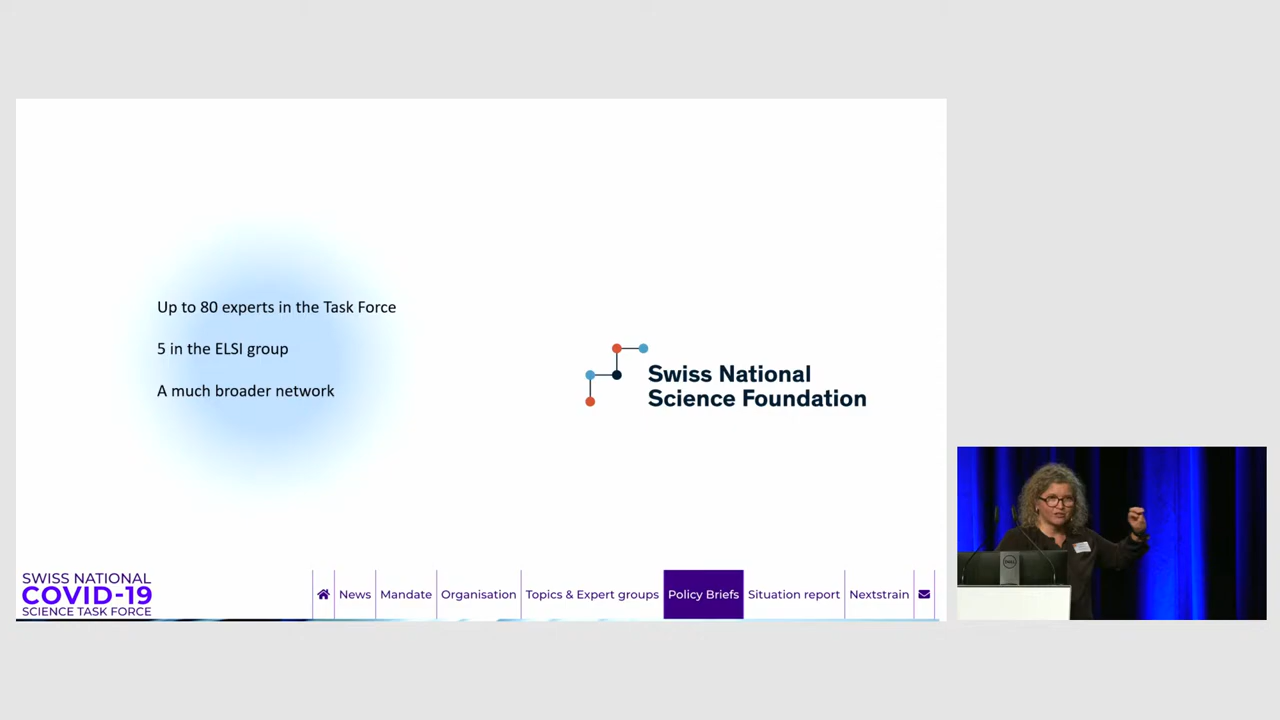 Up to 80 experts in the Task Force
5 in the ELSI group
A much broader network
Swiss National
Science Foundation
SWISS NATIONAL
COVID-19
SCIENCE TASK FORCE
News
Mandate
Organisation
Topics & Expert groups
Policy Briefs
Situation report
Nextstrain
DELL